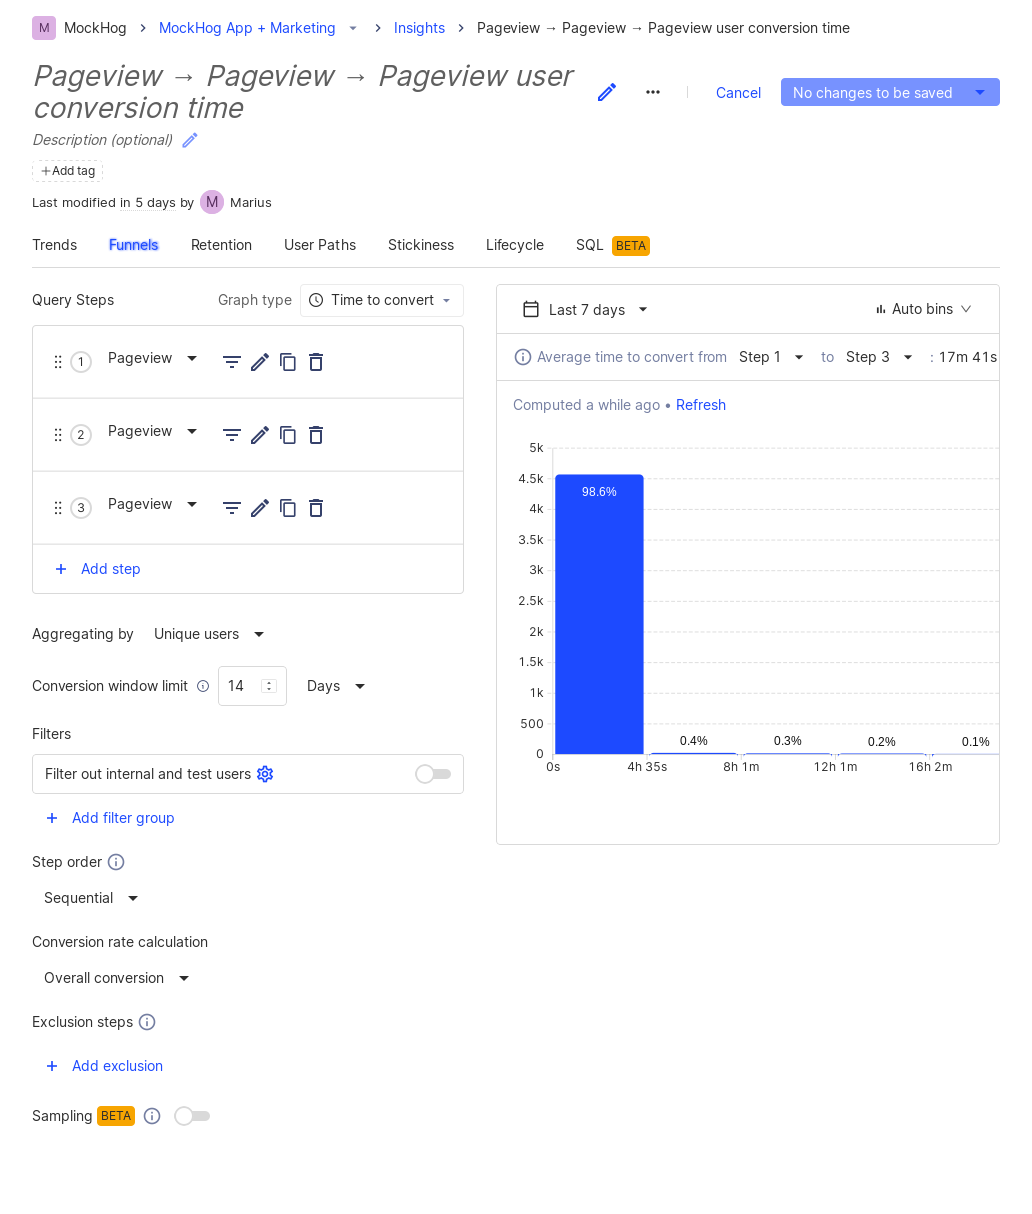 M MockHog > MockHog App + Marketing > Insights > Pageview → Pageview → Pageview user conversion time
Pageview → Pageview → Pageview user
conversion time
Cancel
No changes to be saved
Description (optional)
Add tag
Last modified in 5 days by M Marius
Trends Funnels Retention User Paths Stickiness Lifecycle SQL BETA
Query Steps
Graph type
Time to convert
1 Pageview
2 Pageview
3 Pageview
Add step
Aggregating by Unique users
Conversion window limit 14 Days
Filters
Filter out internal and test users
Add filter group
Step order
Sequential
Conversion rate calculation
Overall conversion
Exclusion steps
Add exclusion
Sampling BETA
Last 7 days
Auto bins
Average time to convert from Step 1 to Step 3 : 17m 41s
Computed a while ago • Refresh
5k
4.5k
98.6%
4k
3.5k
3k
2.5k
2k
1.5k
1k
500
0.4% 0.3% 0.2% 0.1%
0
0s 4h 35s 8h 1m 12h 1m 16h 2m